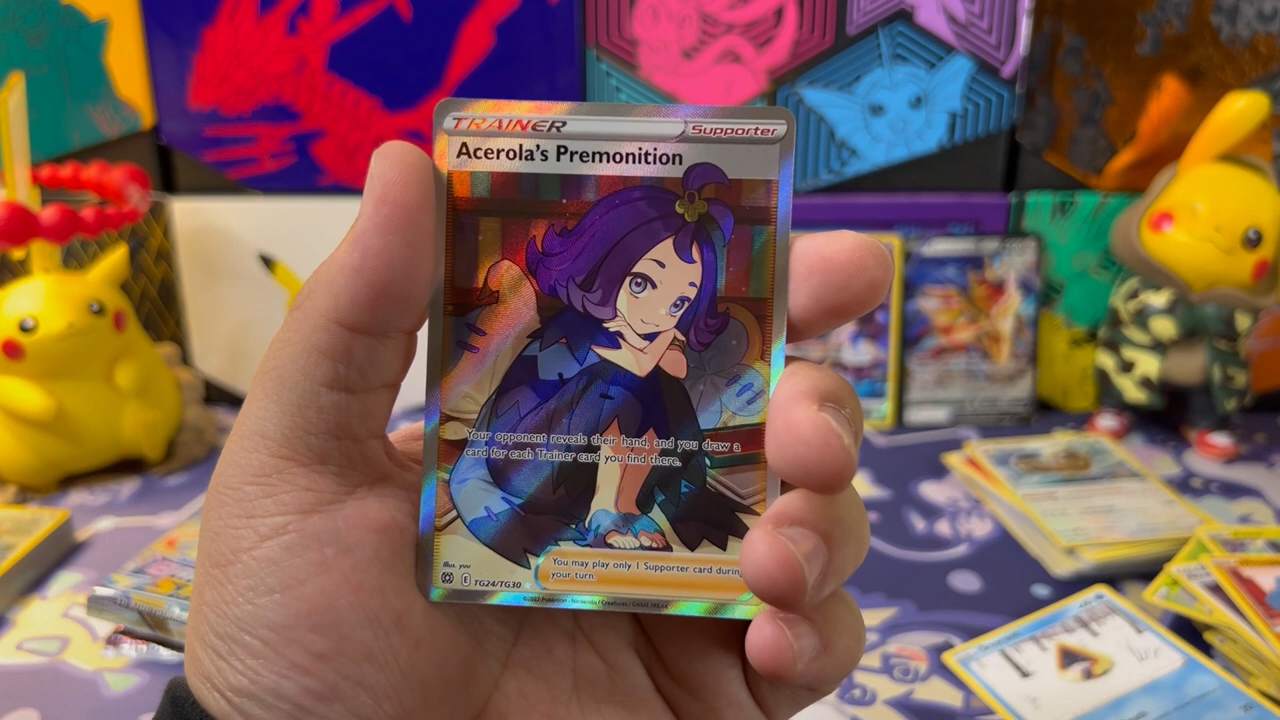 TRAINER
Supporter
Acerola's Premonition
Your opponent reveals their hand, and you draw a
card for each Trainer card you find there.
Illus. yuu
You may play only 1 Supporter card during
your turn.
E TG24/TG30
©2022 Pokémon / Nintendo / Creatures / GAME FREAK